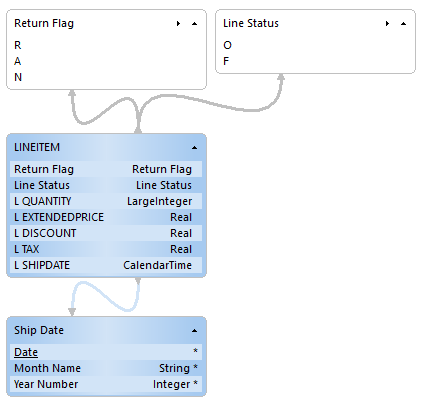 Return Flag
R
A
N
Line Status
O
F
LINEITEM
Return Flag Return Flag
Line Status Line Status
L QUANTITY LargeInteger
L EXTENDEDPRICE Real
L DISCOUNT Real
L TAX Real
L SHIPDATE CalendarTime
Ship Date
Date *
Month Name String *
Year Number Integer *